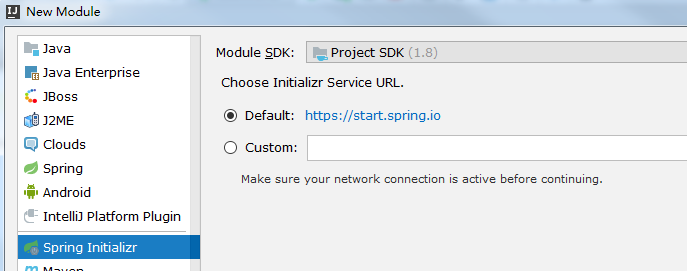 New Module
Java
Java Enterprise
JBoss
J2ME
Clouds
Spring
Android
IntelliJ Platform Plugin
Spring Initializr
Maven
Module SDK: Project SDK (1.8)
Choose Initializr Service URL.
Default: https://start.spring.io
Custom:
Make sure your network connection is active before continuing.